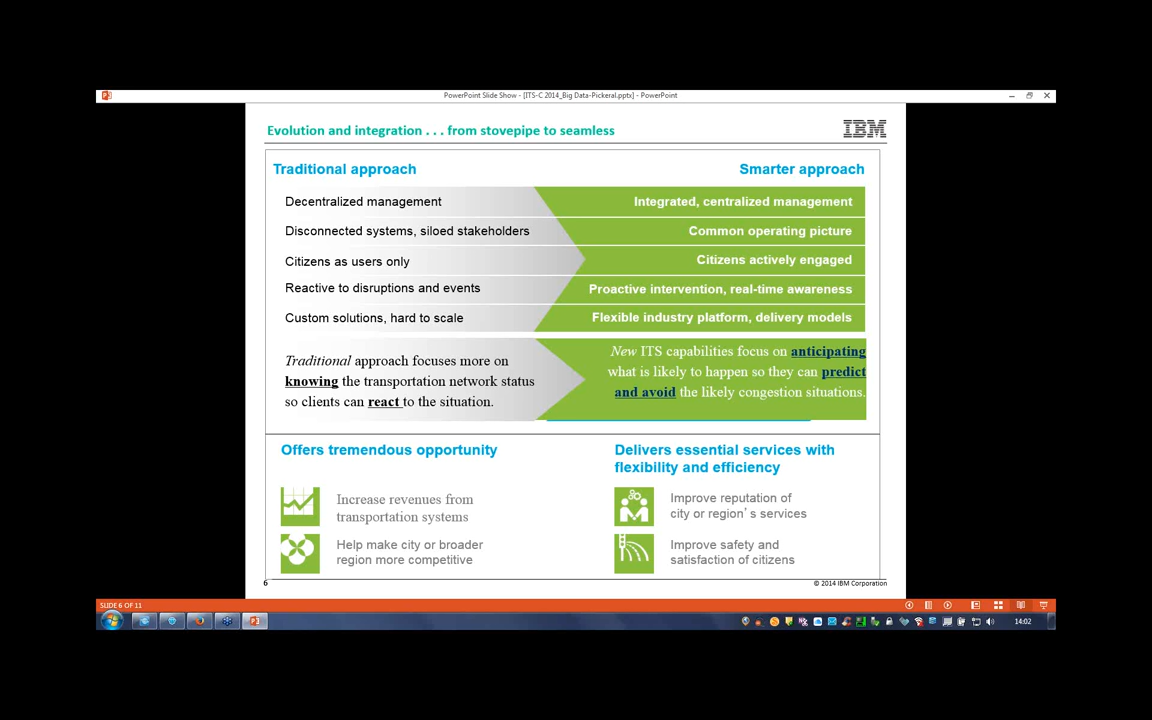 PowerPoint Slide Show - [ITS-C 2014_Big Data-Pickeral.pptx] - PowerPoint
Evolution and integration . . . from stovepipe to seamless
IBM
Traditional approach
Smarter approach
Decentralized management
Integrated, centralized management
Disconnected systems, siloed stakeholders
Common operating picture
Citizens as users only
Citizens actively engaged
Reactive to disruptions and events
Proactive intervention, real-time awareness
Custom solutions, hard to scale
Flexible industry platform, delivery models
Traditional approach focuses more on
knowing the transportation network status
so clients can react to the situation.
New ITS capabilities focus on anticipating
what is likely to happen so they can predict
and avoid the likely congestion situations.
Offers tremendous opportunity
Increase revenues from
transportation systems
Help make city or broader
region more competitive
Delivers essential services with
flexibility and efficiency
Improve reputation of
city or region's services
Improve safety and
satisfaction of citizens
6
© 2014 IBM Corporation
SLIDE 6 OF 11
14:02